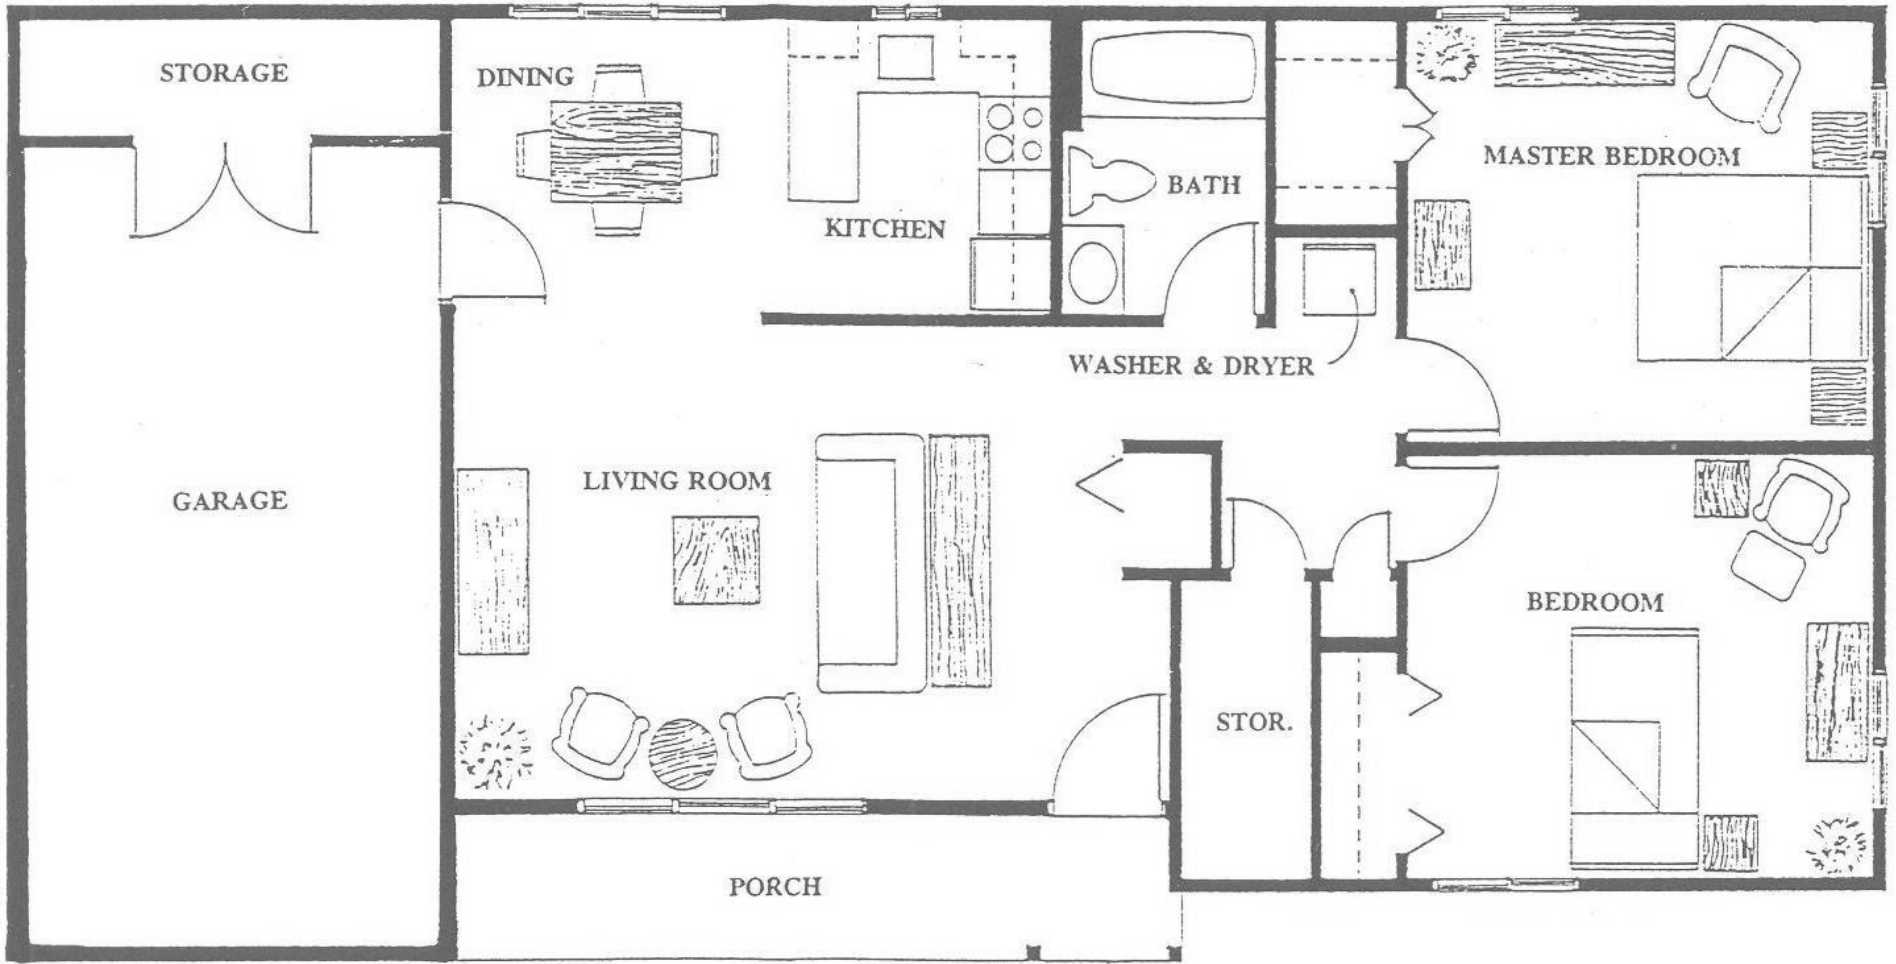 STORAGE
DINING
KITCHEN
BATH
MASTER BEDROOM
WASHER & DRYER
LIVING ROOM
GARAGE
BEDROOM
STOR.
PORCH